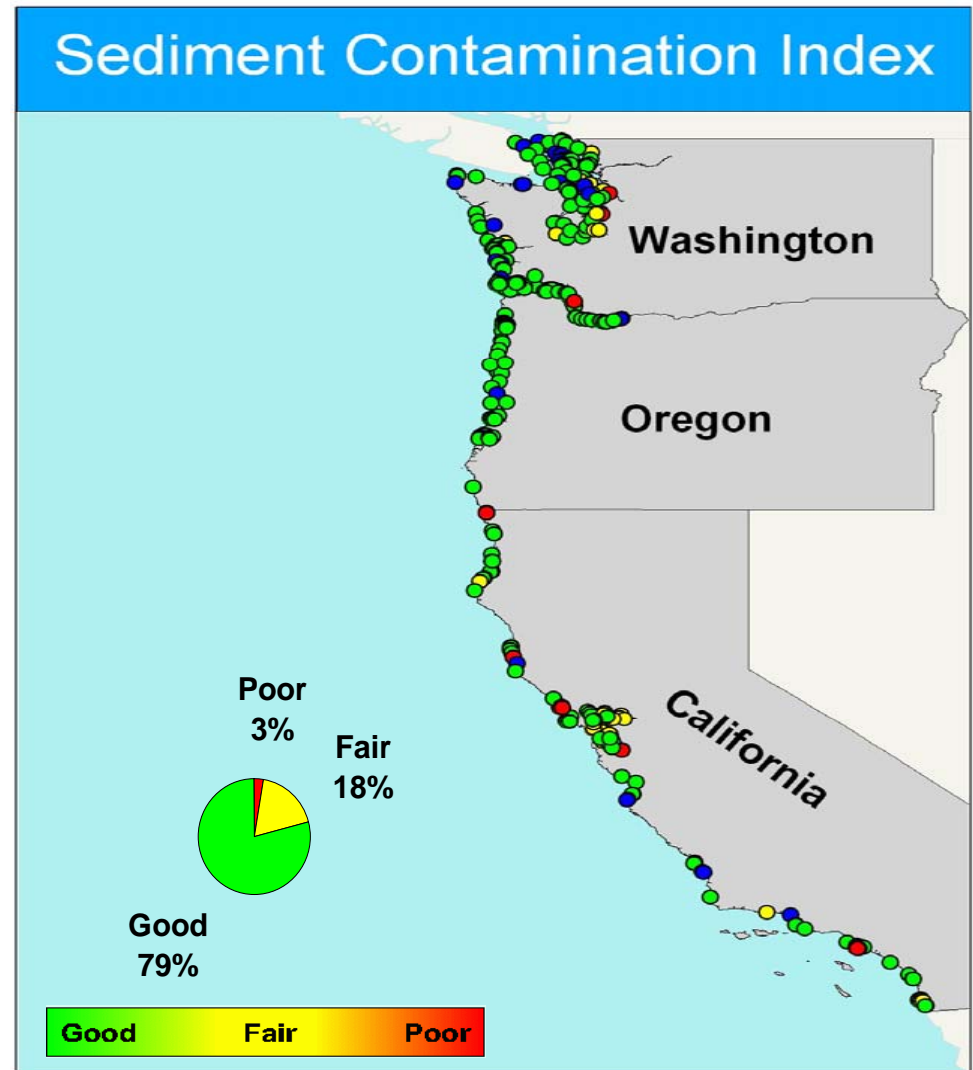 Sediment Contamination Index
Washington
Oregon
California
Poor
3%
Fair
18%
Good
79%
Good Fair Poor